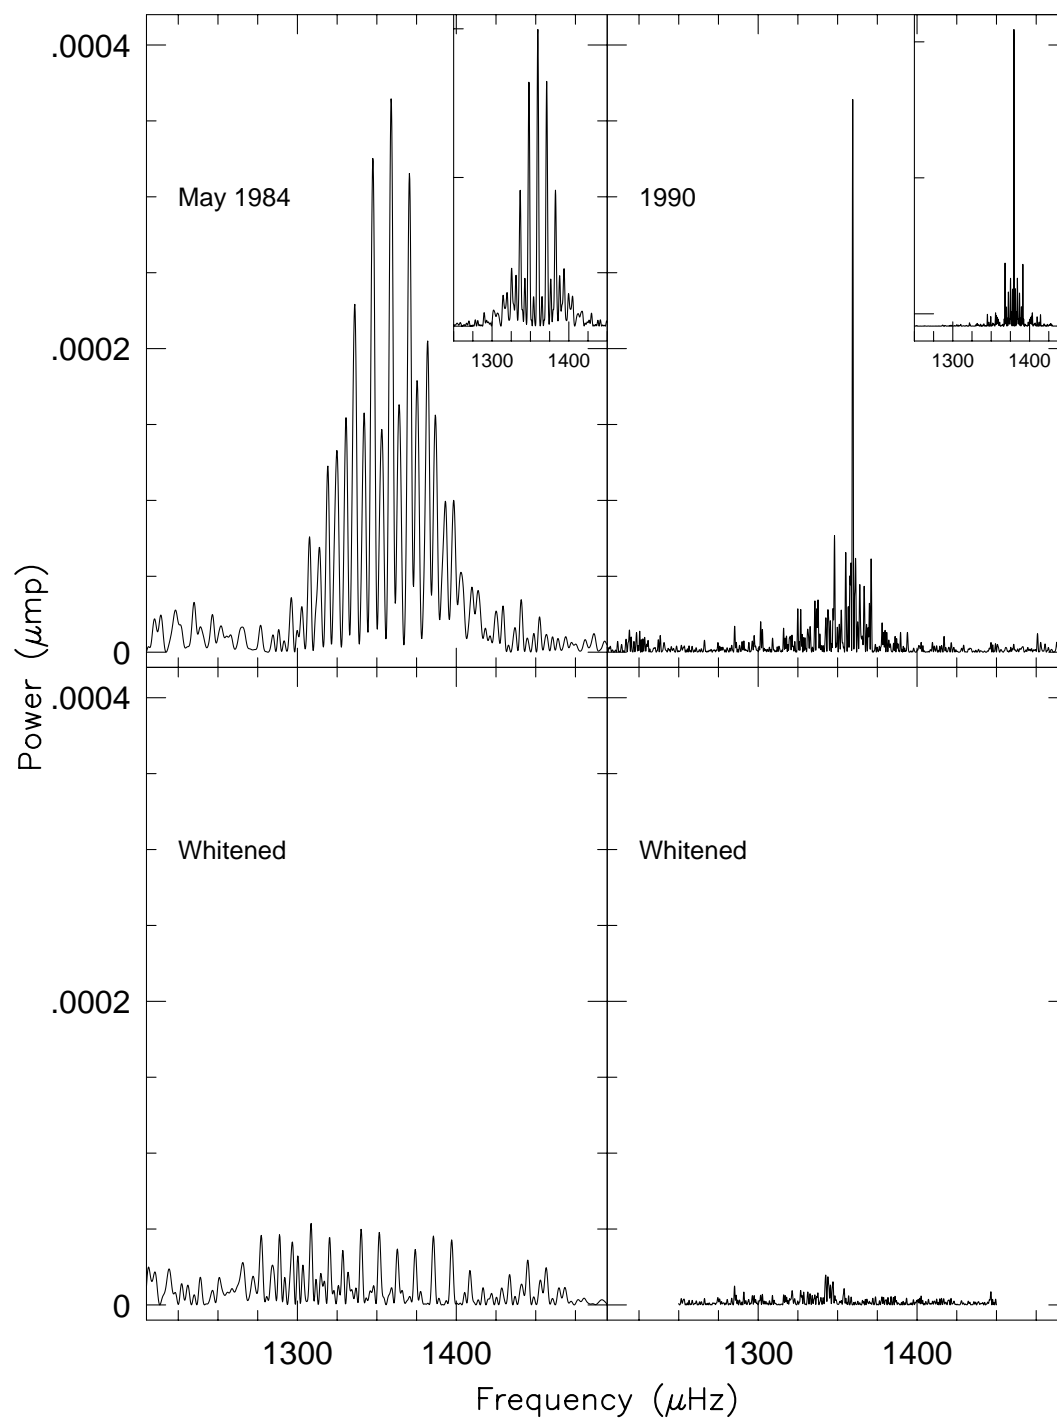 .0004
May 1984
1300 1400
1990
1300 1400
.0002
0
Power (μmp)
.0004
Whitened
Whitened
.0002
0
1300 1400 1300 1400
Frequency (μHz)